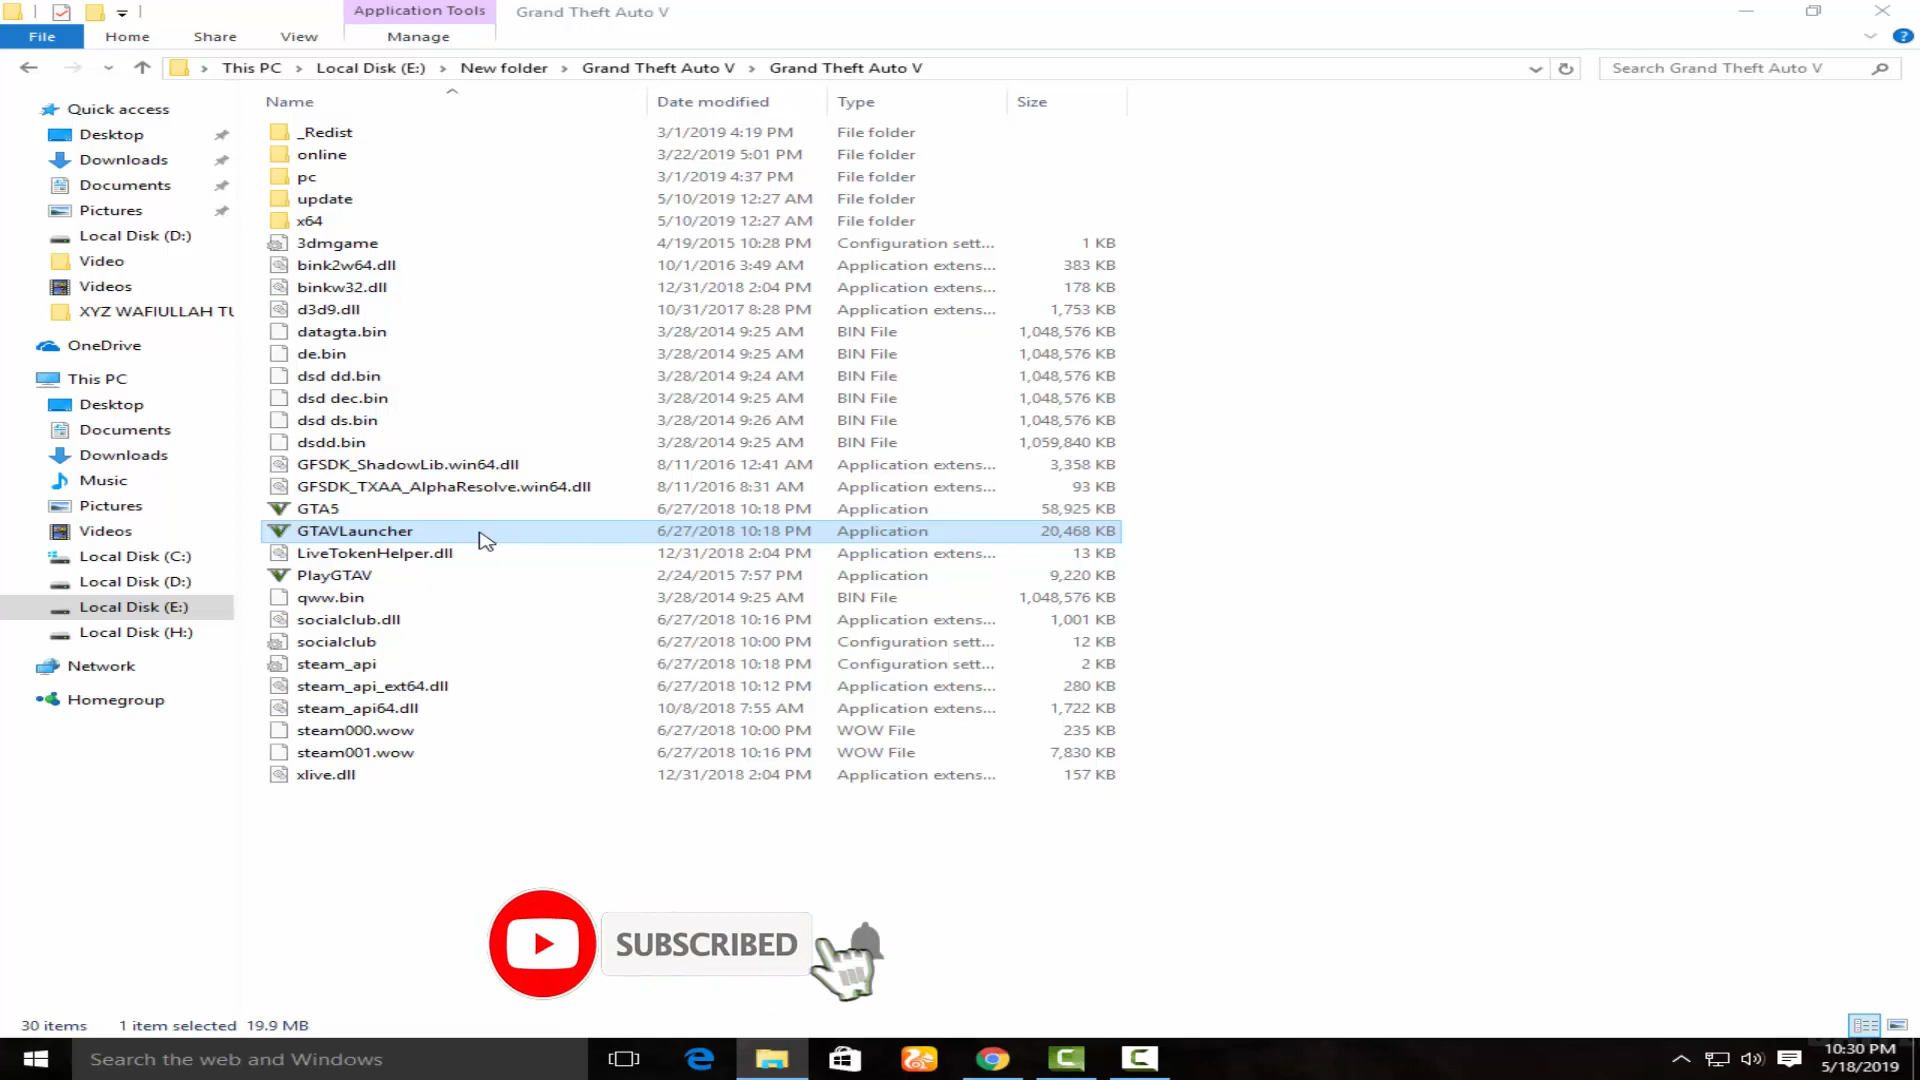 Application Tools Grand Theft Auto V
File Home Share View Manage
This PC Local Disk (E:) New folder Grand Theft Auto V Grand Theft Auto V Search Grand Theft Auto V
Name Date modified Type Size
Quick access
Desktop
Downloads
Documents
Pictures
Local Disk (D:)
Video
Videos
XYZ WAFIULLAH TU
OneDrive
This PC
Desktop
Documents
Downloads
Music
Pictures
Videos
Local Disk (C:)
Local Disk (D:)
Local Disk (E:)
Local Disk (H:)
Network
Homegroup
_Redist 3/1/2019 4:19 PM File folder
online 3/22/2019 5:01 PM File folder
pc 3/1/2019 4:37 PM File folder
update 5/10/2019 12:27 AM File folder
x64 5/10/2019 12:27 AM File folder
3dmgame 4/19/2015 10:28 PM Configuration sett... 1 KB
bink2w64.dll 10/1/2016 3:49 AM Application extens... 383 KB
binkw32.dll 12/31/2018 2:04 PM Application extens... 178 KB
d3d9.dll 10/31/2017 8:28 PM Application extens... 1,753 KB
datagta.bin 3/28/2014 9:25 AM BIN File 1,048,576 KB
de.bin 3/28/2014 9:25 AM BIN File 1,048,576 KB
dsd dd.bin 3/28/2014 9:24 AM BIN File 1,048,576 KB
dsd dec.bin 3/28/2014 9:25 AM BIN File 1,048,576 KB
dsd ds.bin 3/28/2014 9:26 AM BIN File 1,048,576 KB
dsdd.bin 3/28/2014 9:25 AM BIN File 1,059,840 KB
GFSDK_ShadowLib.win64.dll 8/11/2016 12:41 AM Application extens... 3,358 KB
GFSDK_TXAA_AlphaResolve.win64.dll 8/11/2016 8:31 AM Application extens... 93 KB
GTA5 6/27/2018 10:18 PM Application 58,925 KB
GTAVLauncher 6/27/2018 10:18 PM Application 20,468 KB
LiveTokenHelper.dll 12/31/2018 2:04 PM Application extens... 13 KB
PlayGTAV 2/24/2015 7:57 PM Application 9,220 KB
qww.bin 3/28/2014 9:25 AM BIN File 1,048,576 KB
socialclub.dll 6/27/2018 10:16 PM Application extens... 1,001 KB
socialclub 6/27/2018 10:00 PM Configuration sett... 12 KB
steam_api 6/27/2018 10:18 PM Configuration sett... 2 KB
steam_api_ext64.dll 6/27/2018 10:12 PM Application extens... 280 KB
steam_api64.dll 10/8/2018 7:55 AM Application extens... 1,722 KB
steam000.wow 6/27/2018 10:00 PM WOW File 235 KB
steam001.wow 6/27/2018 10:16 PM WOW File 7,830 KB
xlive.dll 12/31/2018 2:04 PM Application extens... 157 KB
SUBSCRIBED
30 items 1 item selected 19.9 MB
Search the web and Windows
10:30 PM
5/18/2019